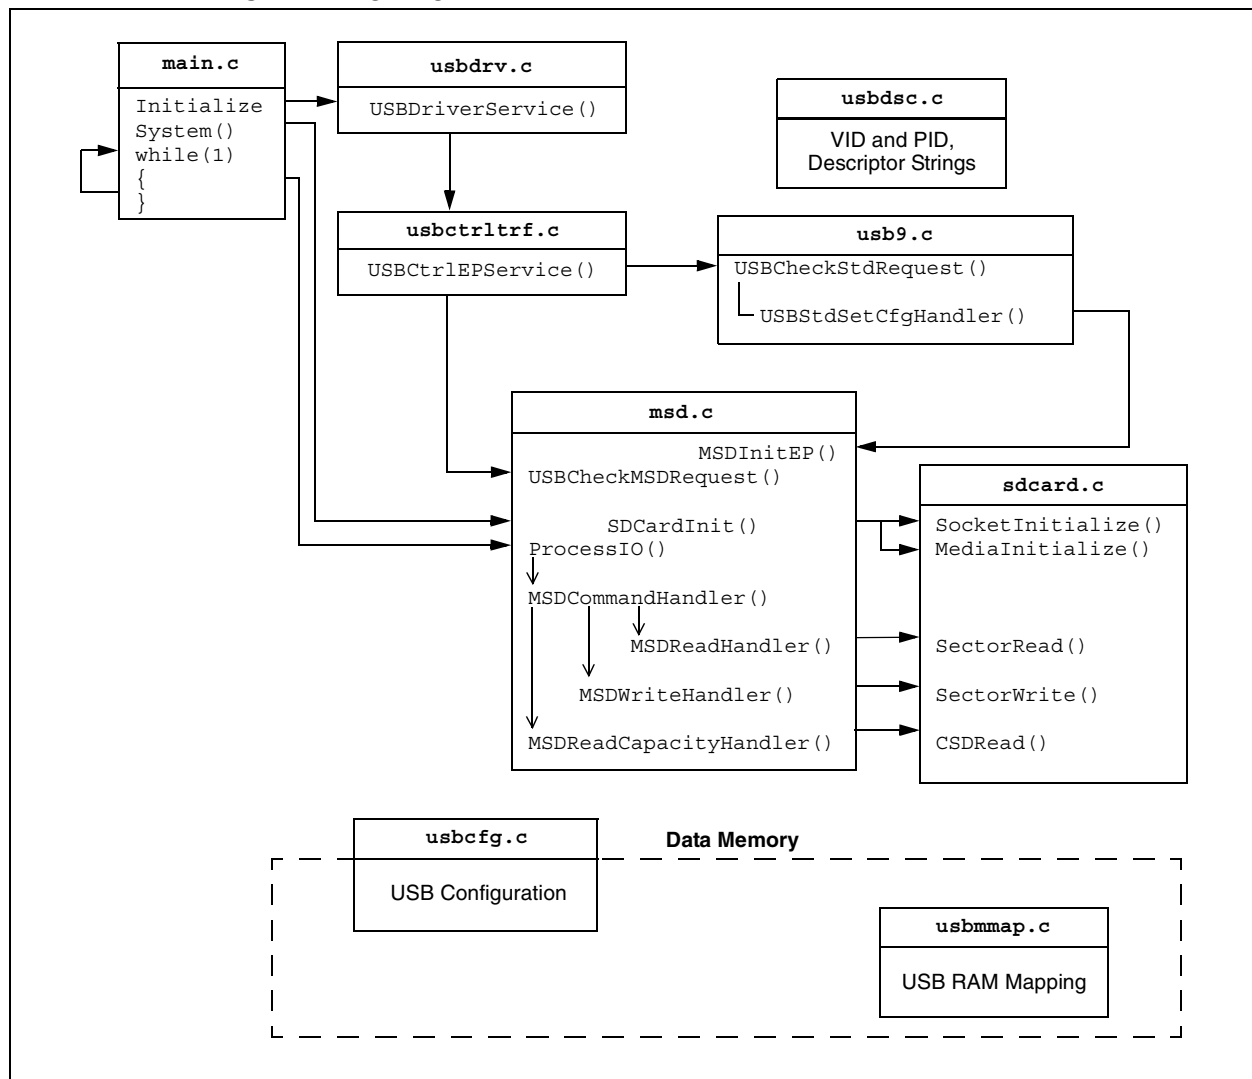 main.c
Initialize
System()
while(1)
{
}
usbdrv.c
USBDriverService()
usbdsc.c
VID and PID,
Descriptor Strings
usbctrltrf.c
USBCtrlEPService()
usb9.c
USBCheckStdRequest()
USBStdSetCfgHandler()
msd.c
MSDInitEP()
USBCheckMSDRequest()
SDCardInit()
ProcessIO()
MSDCommandHandler()
MSDReadHandler()
MSDWriteHandler()
MSDReadCapacityHandler()
sdcard.c
SocketInitialize()
MediaInitialize()
SectorRead()
SectorWrite()
CSDRead()
Data Memory
usbcfg.c
USB Configuration
usbmmap.c
USB RAM Mapping